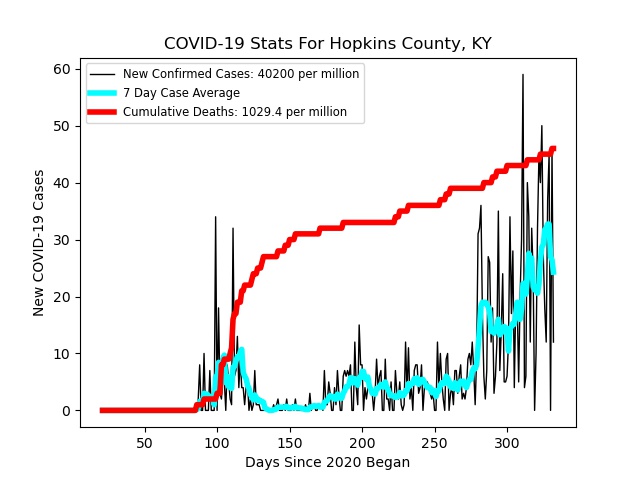 COVID-19 Stats For Hopkins County, KY
New Confirmed Cases: 40200 per million
7 Day Case Average
Cumulative Deaths: 1029.4 per million
New COVID-19 Cases
60
50
40
30
20
10
0
50 100 150 200 250 300
Days Since 2020 Began